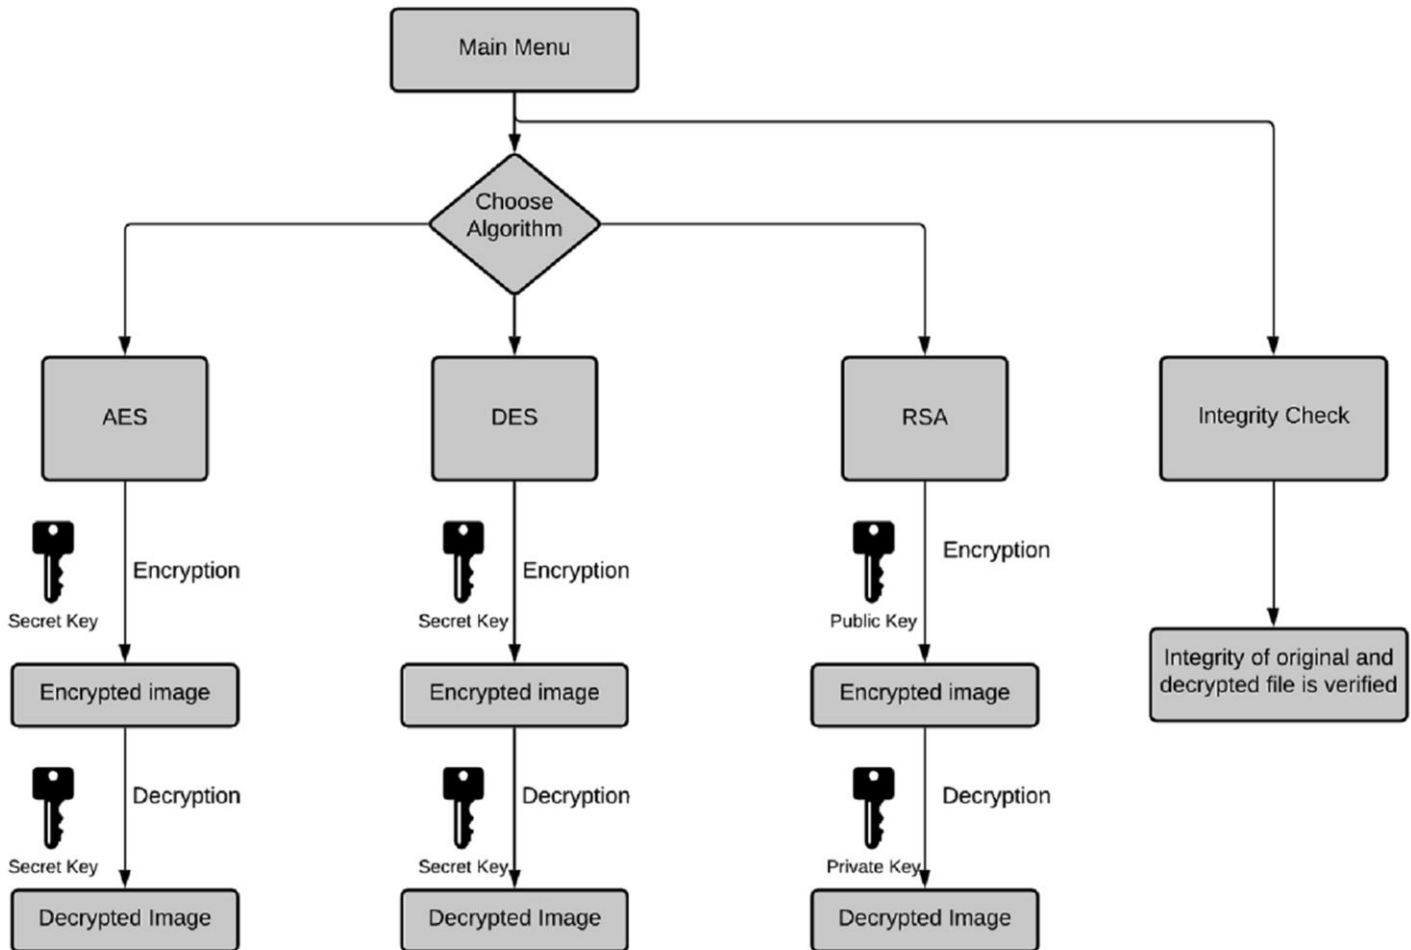 Main Menu
Choose
Algorithm
AES
DES
RSA
Integrity Check
Encryption
Secret Key
Encryption
Secret Key
Encryption
Public Key
Integrity of original and
decrypted file is verified
Encrypted image
Encrypted image
Encrypted image
Decryption
Secret Key
Decryption
Secret Key
Decryption
Private Key
Decrypted Image
Decrypted Image
Decrypted Image